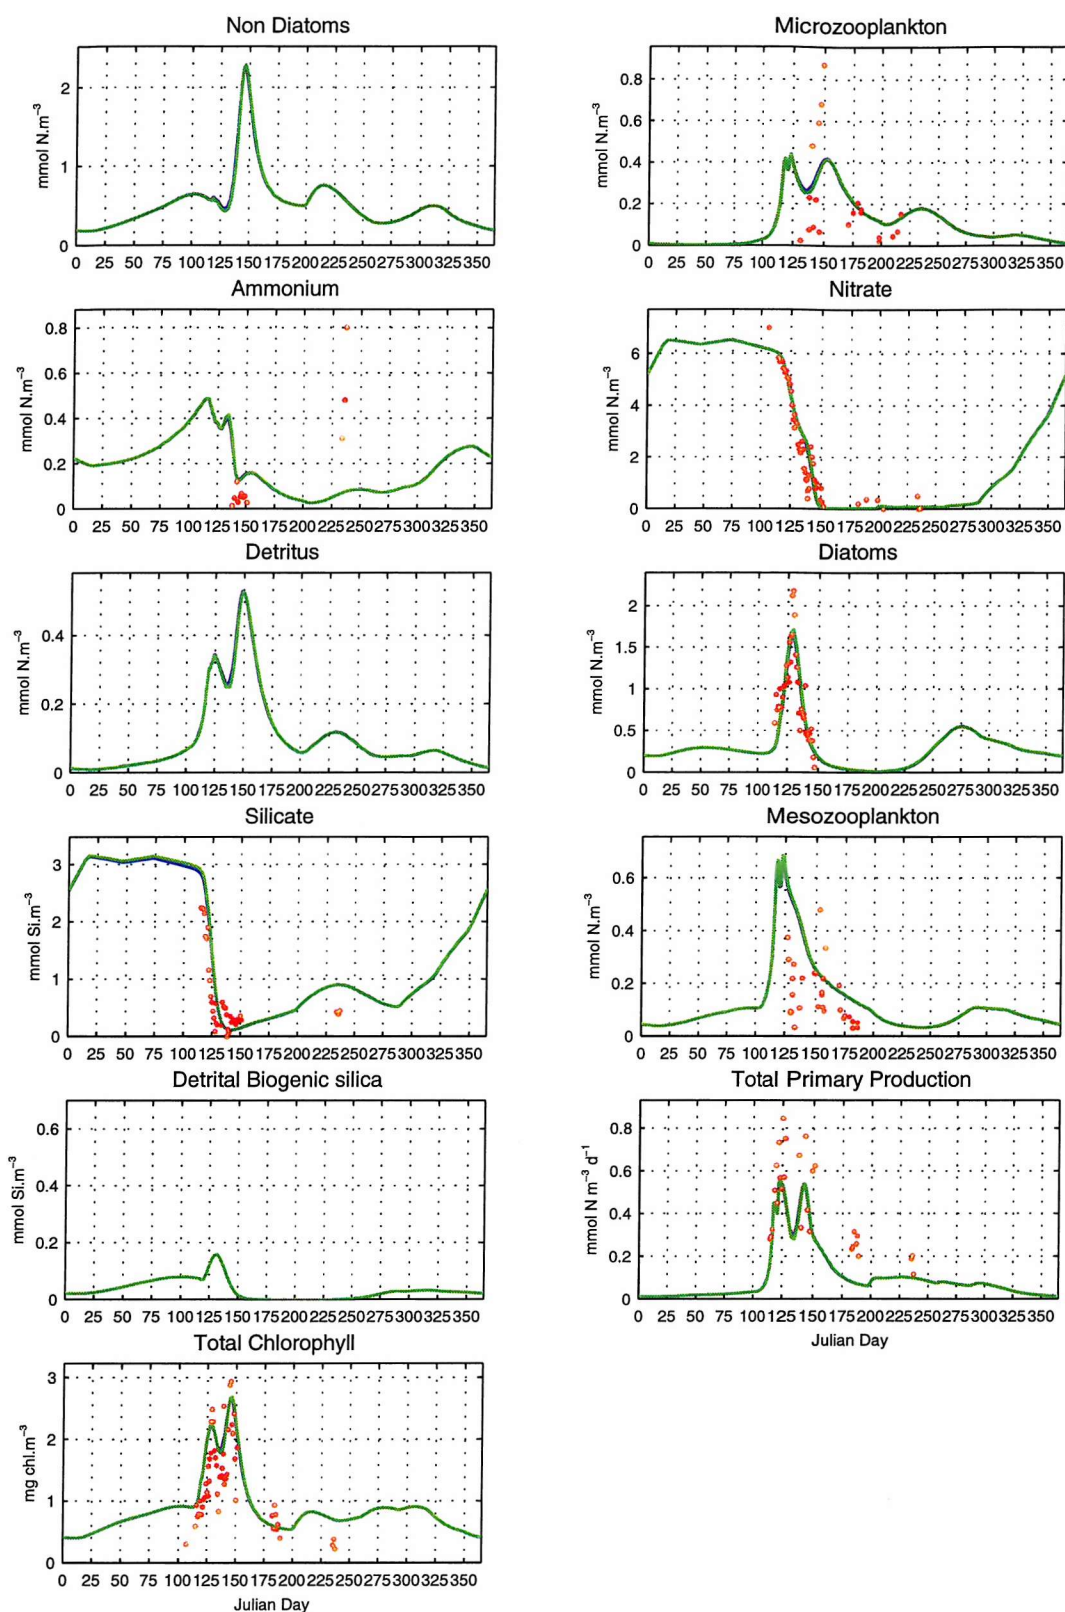 Non Diatoms
mmol N.m⁻³
2
1
0
0 25 50 75 100 125 150 175 200 225 250 275 300 325 350
Microzooplankton
mmol N.m⁻³
0.8
0.6
0.4
0.2
0
0 25 50 75 100 125 150 175 200 225 250 275 300 325 350
Ammonium
mmol N.m⁻³
0.8
0.6
0.4
0.2
0
0 25 50 75 100 125 150 175 200 225 250 275 300 325 350
Nitrate
mmol N.m⁻³
6
4
2
0
0 25 50 75 100 125 150 175 200 225 250 275 300 325 350
Detritus
mmol N.m⁻³
0.4
0.2
0
0 25 50 75 100 125 150 175 200 225 250 275 300 325 350
Diatoms
mmol N.m⁻³
2
1.5
1
0.5
0
0 25 50 75 100 125 150 175 200 225 250 275 300 325 350
Silicate
mmol Si.m⁻³
3
2
1
0
0 25 50 75 100 125 150 175 200 225 250 275 300 325 350
Mesozooplankton
mmol N.m⁻³
0.6
0.4
0.2
0
0 25 50 75 100 125 150 175 200 225 250 275 300 325 350
Detrital Biogenic silica
mmol Si.m⁻³
0.6
0.4
0.2
0
0 25 50 75 100 125 150 175 200 225 250 275 300 325 350
Total Primary Production
mmol N m⁻³ d⁻¹
0.8
0.6
0.4
0.2
0
0 25 50 75 100 125 150 175 200 225 250 275 300 325 350
Julian Day
Total Chlorophyll
mg chl.m⁻³
3
2
1
0
0 25 50 75 100 125 150 175 200 225 250 275 300 325 350
Julian Day